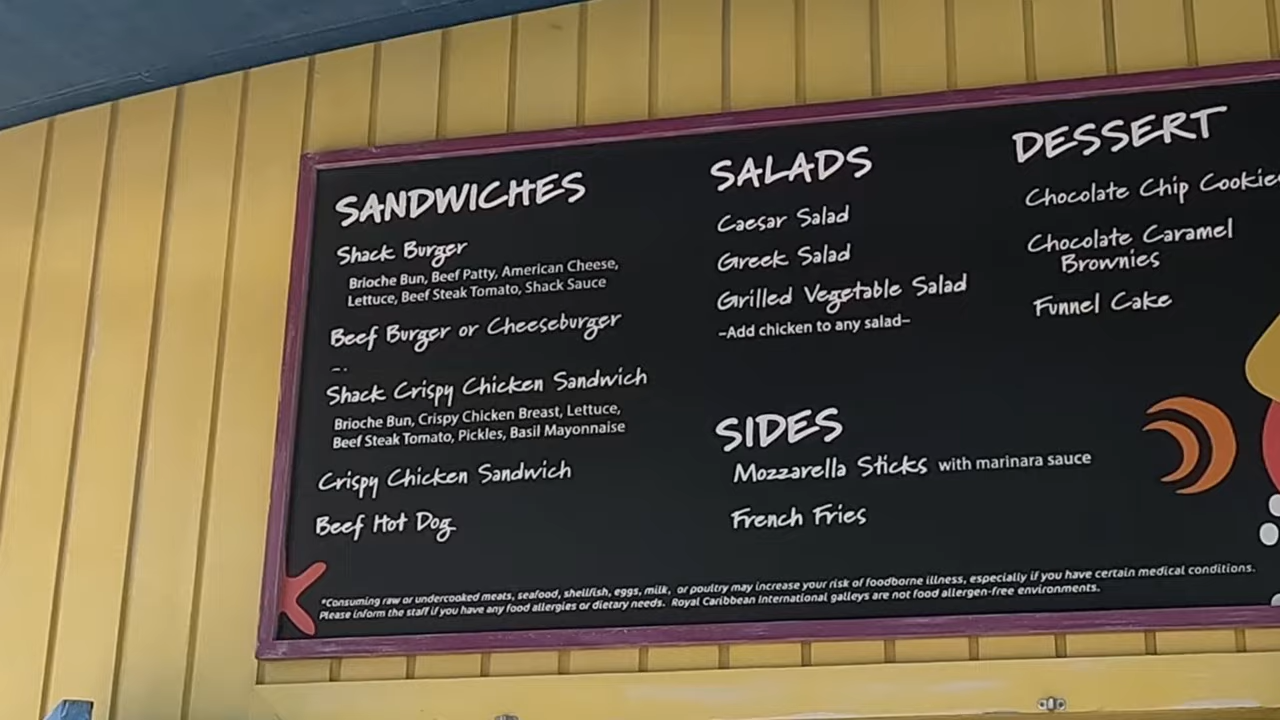 SANDWICHES
Shack Burger
Brioche Bun, Beef Patty, American Cheese,
Lettuce, Beef Steak Tomato, Shack Sauce
Beef Burger or Cheeseburger
Shack Crispy Chicken Sandwich
Brioche Bun, Crispy Chicken Breast, Lettuce,
Beef Steak Tomato, Pickles, Basil Mayonnaise
Crispy Chicken Sandwich
Beef Hot Dog
SALADS
Caesar Salad
Greek Salad
Grilled Vegetable Salad
–Add chicken to any salad–
SIDES
Mozzarella Sticks with marinara sauce
French Fries
DESSERT
Chocolate Chip Cookie
Chocolate Caramel
Brownies
Funnel Cake
*Consuming raw or undercooked meats, seafood, shellfish, eggs, milk, or poultry may increase your risk of foodborne illness, especially if you have certain medical conditions.
Please inform the staff if you have any food allergies or dietary needs. Royal Caribbean International galleys are not food allergen-free environments.